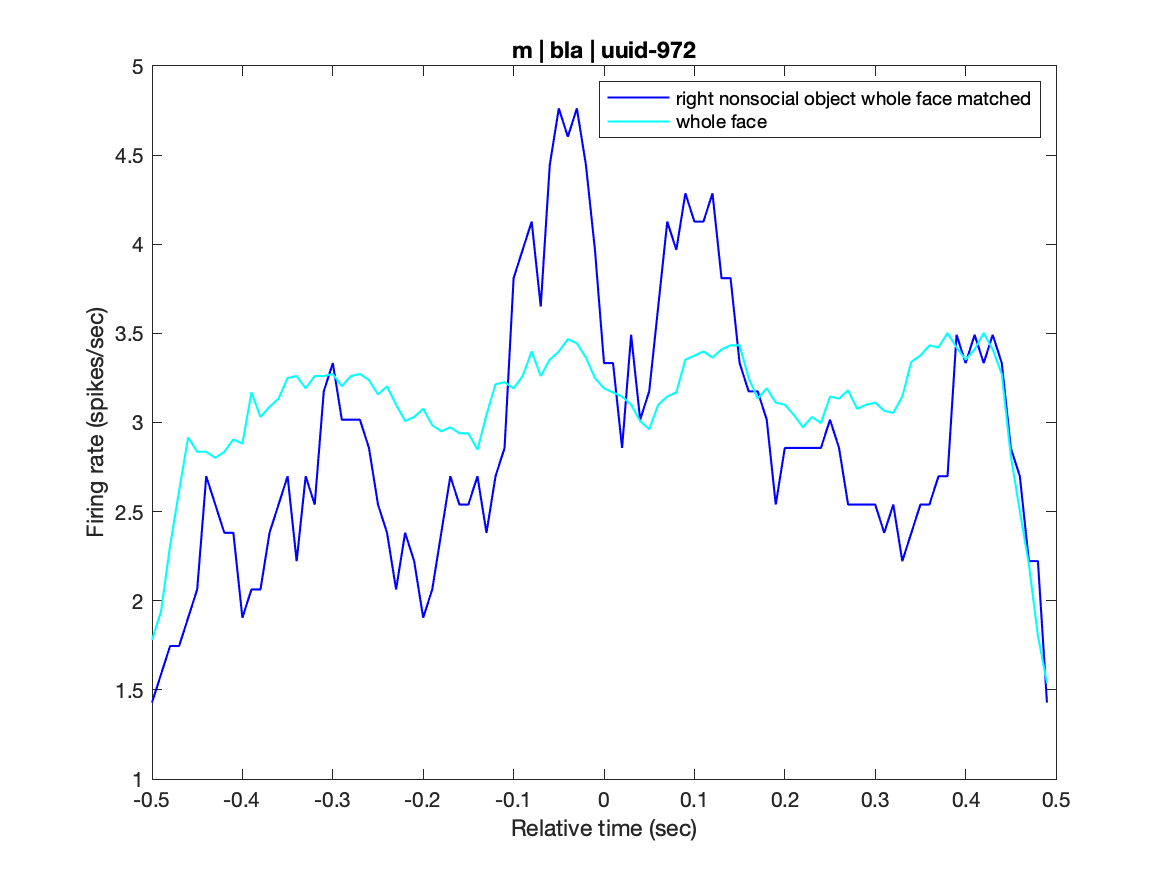 m | bla | uuid-972
right nonsocial object whole face matched
whole face
Firing rate (spikes/sec)
5
4.5
4
3.5
3
2.5
2
1.5
1
-0.5 -0.4 -0.3 -0.2 -0.1 0 0.1 0.2 0.3 0.4 0.5
Relative time (sec)